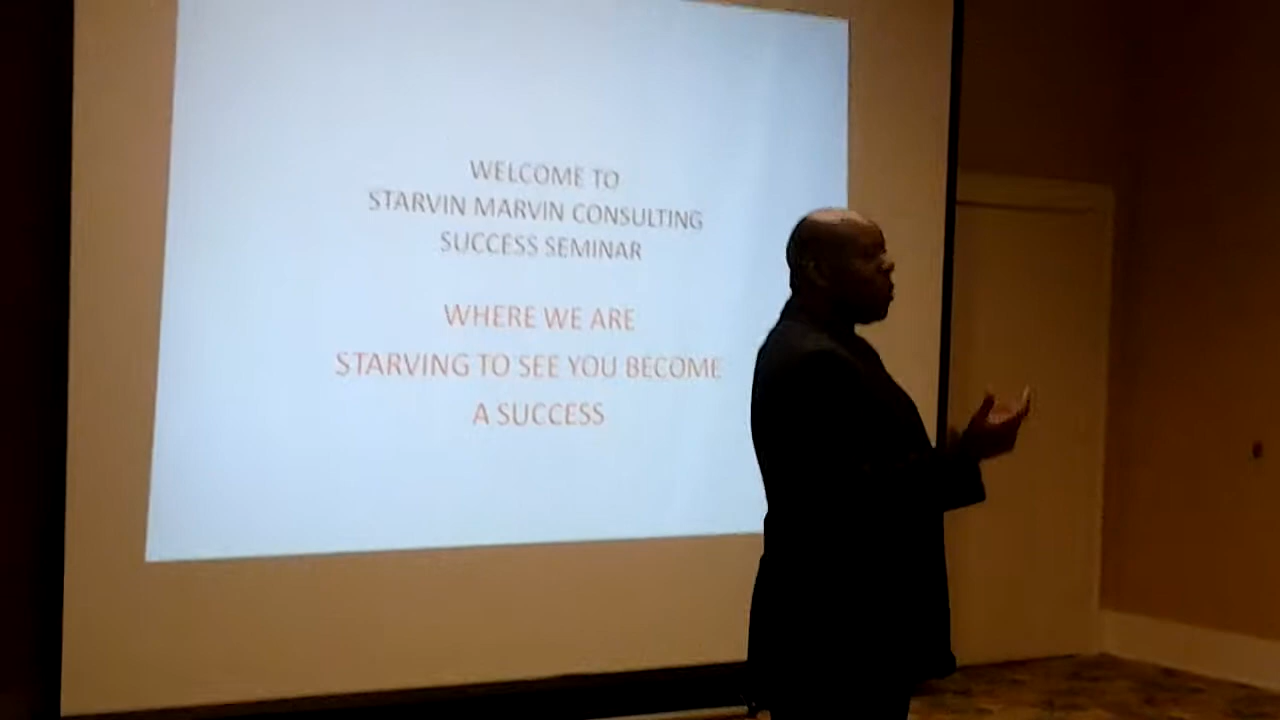 WELCOME TO
STARVIN MARVIN CONSULTING
SUCCESS SEMINAR
WHERE WE ARE
STARVING TO SEE YOU BECOME
A SUCCESS